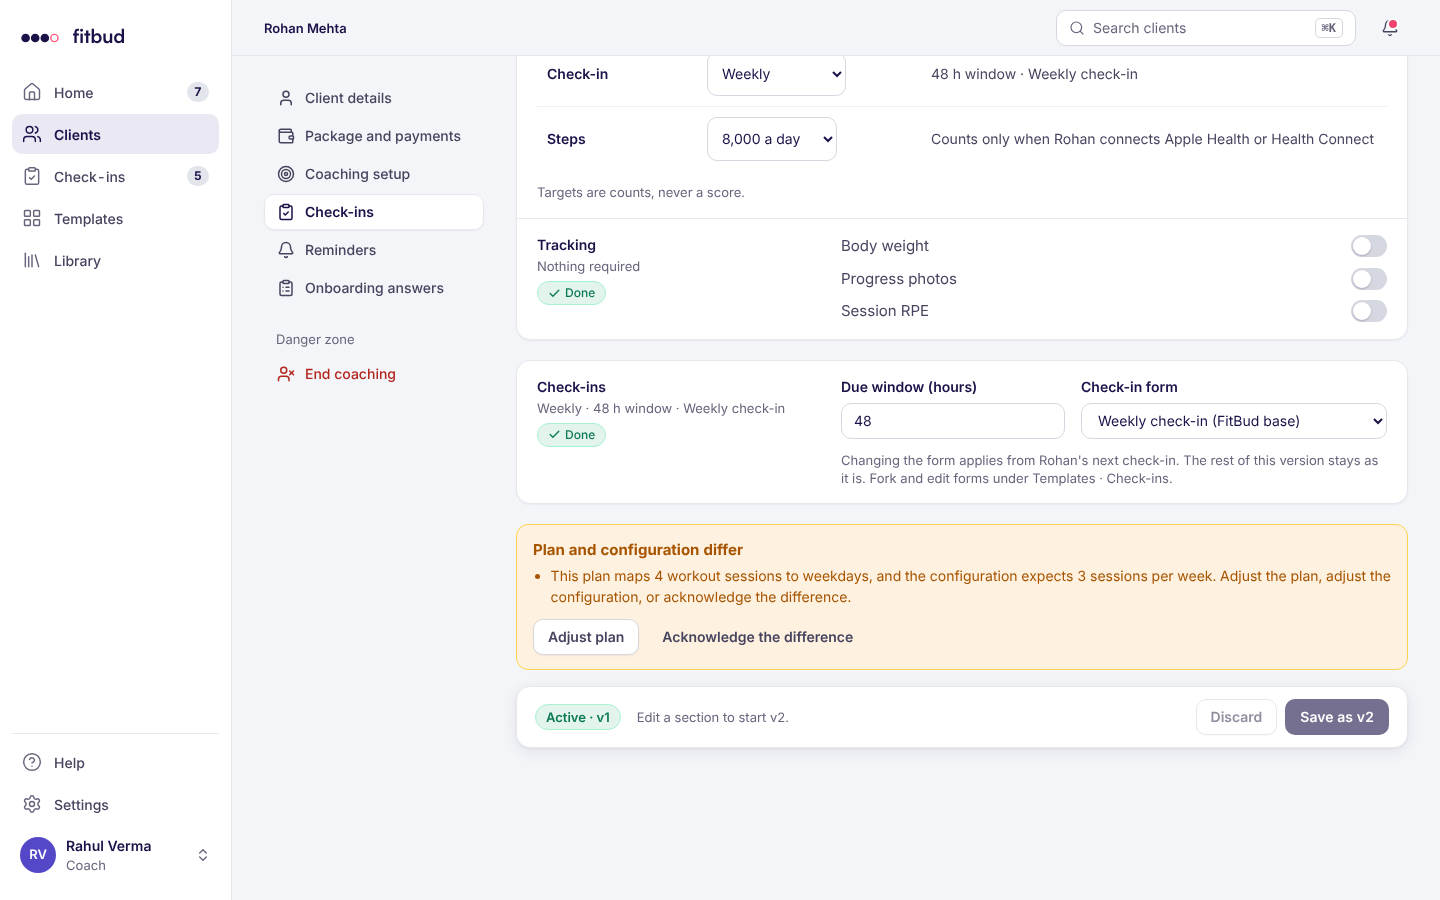 fitbud
Rohan Mehta
Search clients
⌘K
Home
7
Clients
Check-ins
5
Templates
Library
Help
Settings
RV
Rahul Verma
Coach
Client details
Package and payments
Coaching setup
Check-ins
Reminders
Onboarding answers
Danger zone
End coaching
Check-in
Weekly
48 h window · Weekly check-in
Steps
8,000 a day
Counts only when Rohan connects Apple Health or Health Connect
Targets are counts, never a score.
Tracking
Nothing required
Done
Body weight
Progress photos
Session RPE
Check-ins
Weekly · 48 h window · Weekly check-in
Done
Due window (hours)
48
Check-in form
Weekly check-in (FitBud base)
Changing the form applies from Rohan's next check-in. The rest of this version stays as
it is. Fork and edit forms under Templates · Check-ins.
Plan and configuration differ
• This plan maps 4 workout sessions to weekdays, and the configuration expects 3 sessions per week. Adjust the plan, adjust the
configuration, or acknowledge the difference.
Adjust plan
Acknowledge the difference
Active · v1
Edit a section to start v2.
Discard
Save as v2